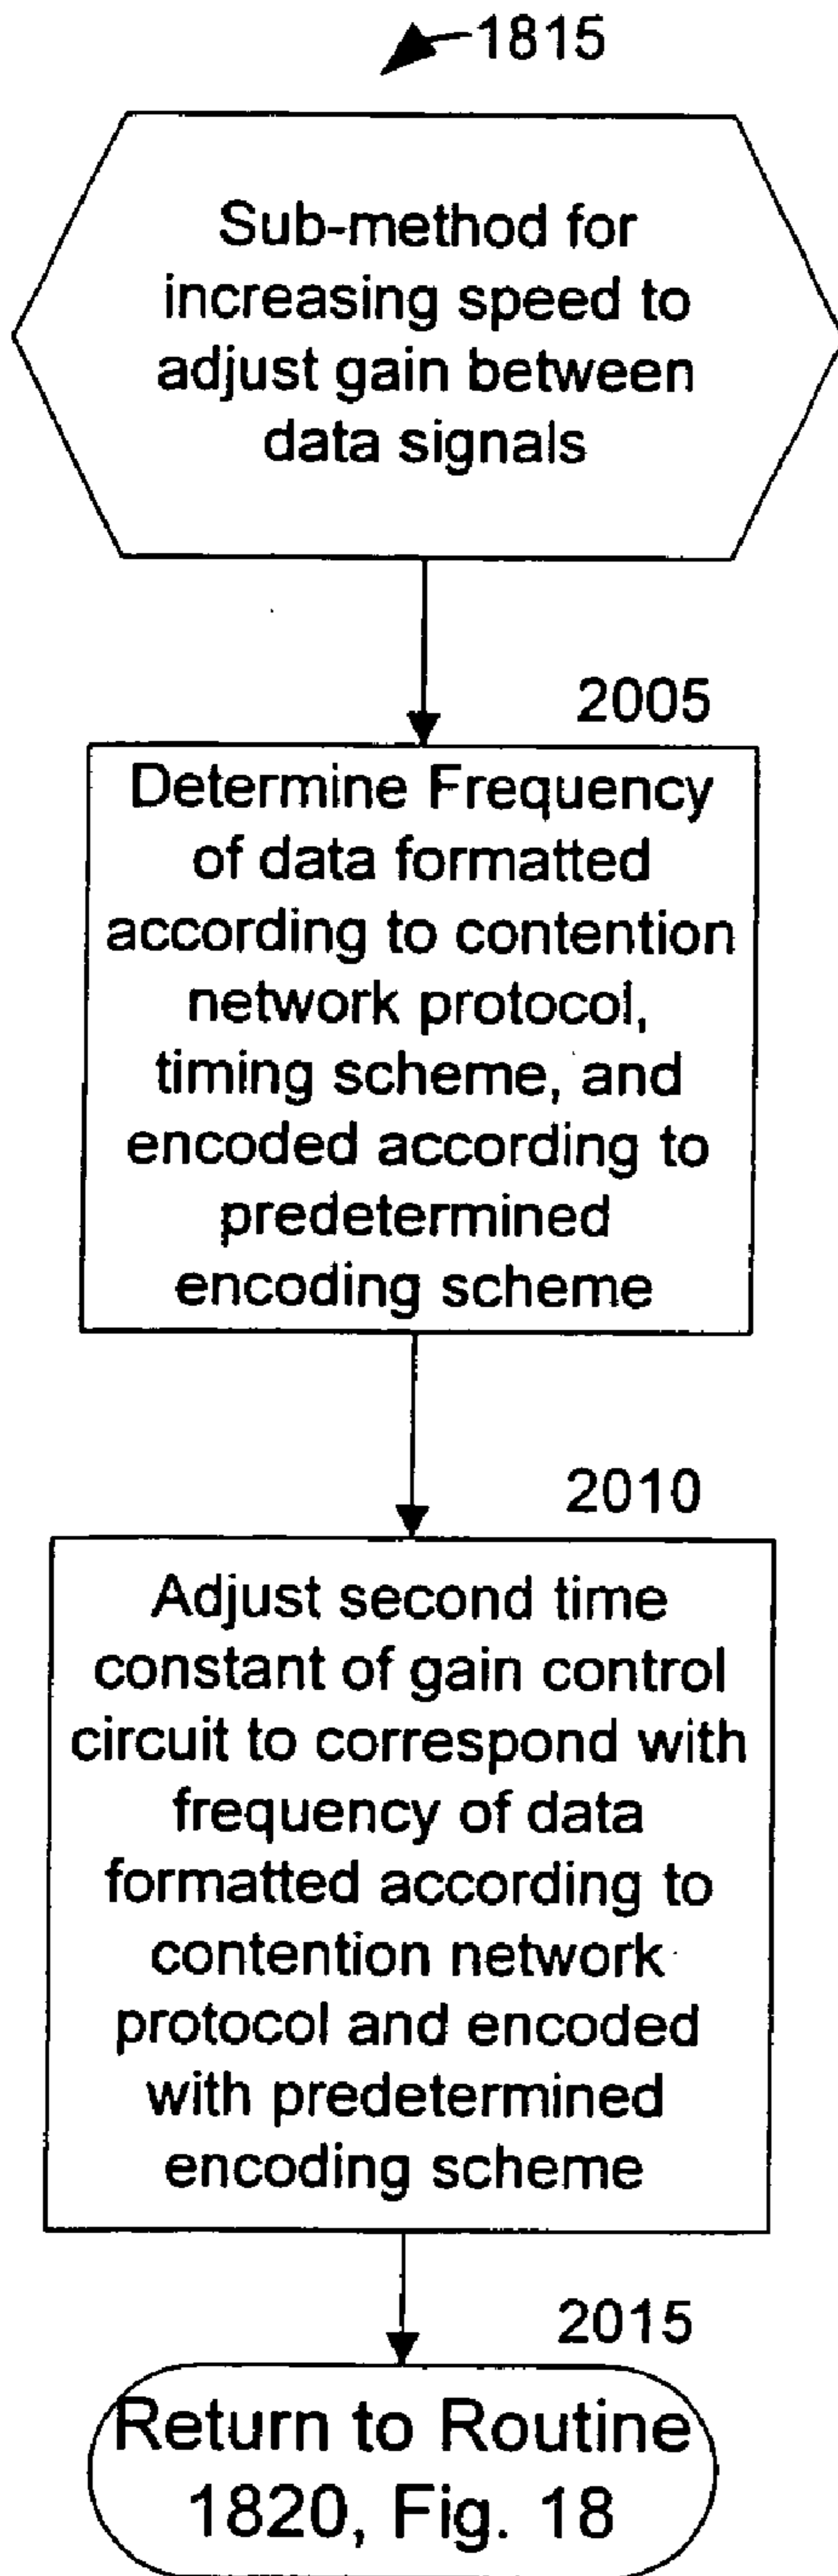 1815
Sub-method for
increasing speed to
adjust gain between
data signals
2005
Determine Frequency
of data formatted
according to contention
network protocol,
timing scheme, and
encoded according to
predetermined
encoding scheme
2010
Adjust second time
constant of gain control
circuit to correspond with
frequency of data
formatted according to
contention network
protocol and encoded
with predetermined
encoding scheme
2015
Return to Routine
1820, Fig. 18